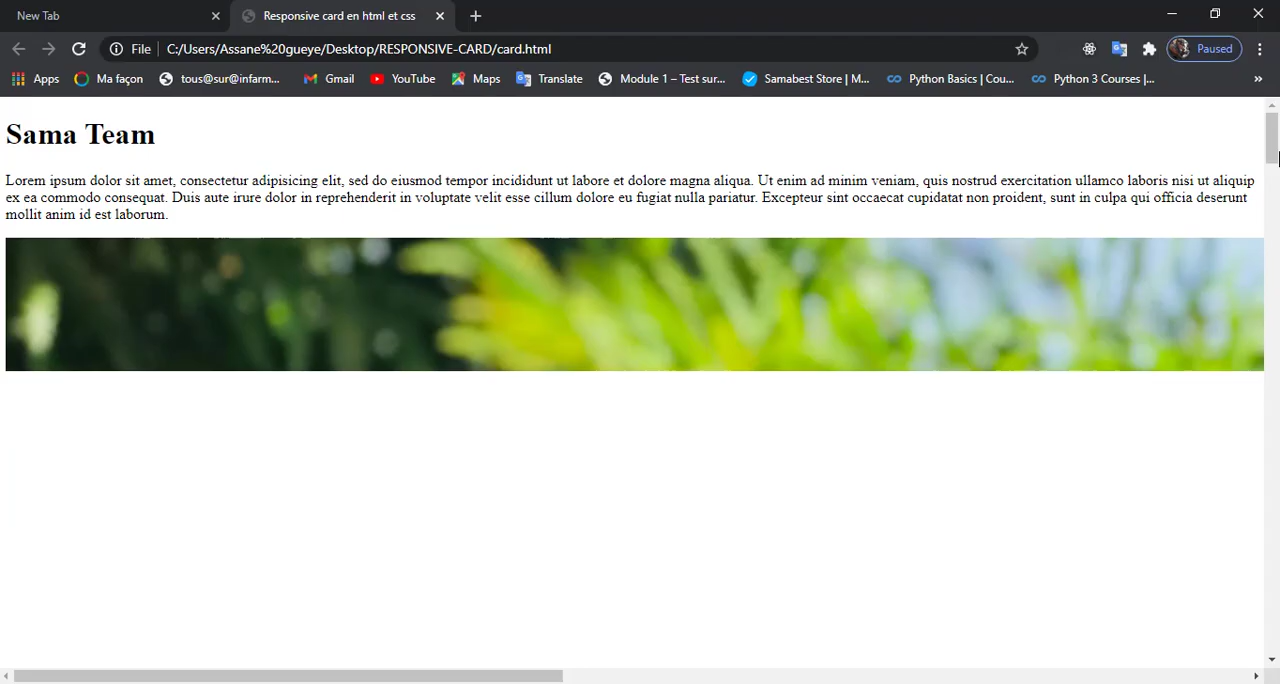 New Tab
Responsive card en html et css
File
C:/Users/Assane%20gueye/Desktop/RESPONSIVE-CARD/card.html
Paused
Apps
Ma façon
tous@sur@infarm...
Gmail
YouTube
Maps
Translate
Module 1 – Test sur...
Samabest Store | M...
Python Basics | Cou...
Python 3 Courses |...
»
Sama Team
Lorem ipsum dolor sit amet, consectetur adipisicing elit, sed do eiusmod tempor incididunt ut labore et dolore magna aliqua. Ut enim ad minim veniam, quis nostrud exercitation ullamco laboris nisi ut aliquip
ex ea commodo consequat. Duis aute irure dolor in reprehenderit in voluptate velit esse cillum dolore eu fugiat nulla pariatur. Excepteur sint occaecat cupidatat non proident, sunt in culpa qui officia deserunt
mollit anim id est laborum.